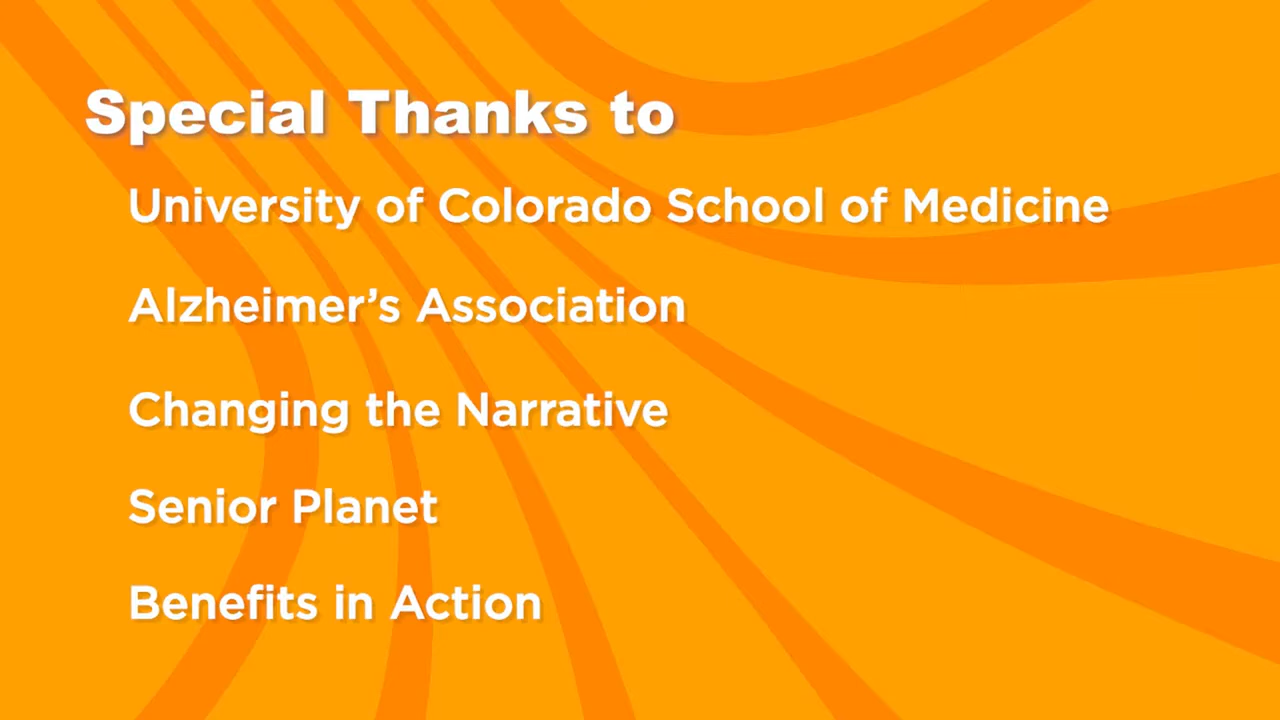 Special Thanks to
University of Colorado School of Medicine
Alzheimer’s Association
Changing the Narrative
Senior Planet
Benefits in Action